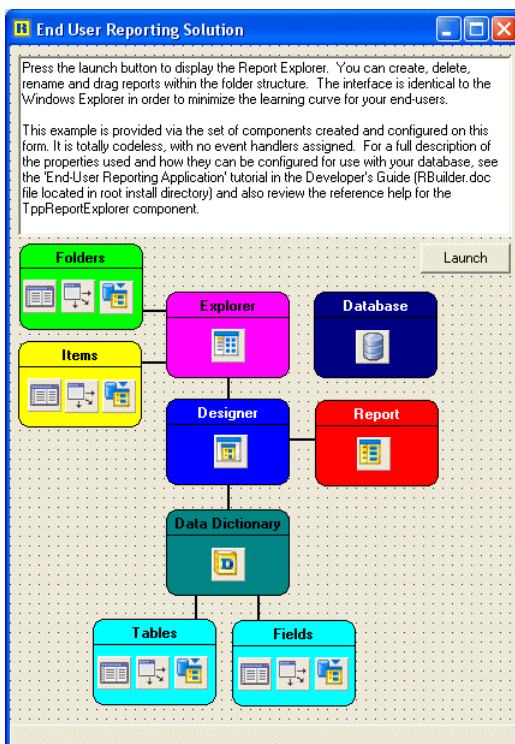 End User Reporting Solution
Press the launch button to display the Report Explorer.  You can create, delete,
rename and drag reports within the folder structure.  The interface is identical to the
Windows Explorer in order to minimize the learning curve for your end-users.
This example is provided via the set of components created and configured on this
form. It is totally codeless, with no event handlers assigned.  For a full description of
the properties used and how they can be configured for use with your database, see
the 'End-User Reporting Application' tutorial in the Developer's Guide (RBuilder.doc
file located in root install directory) and also review the reference help for the
TppReportExplorer component.
Launch
Folders
Explorer
Database
Items
Designer
Report
Data Dictionary
D
Tables
Fields